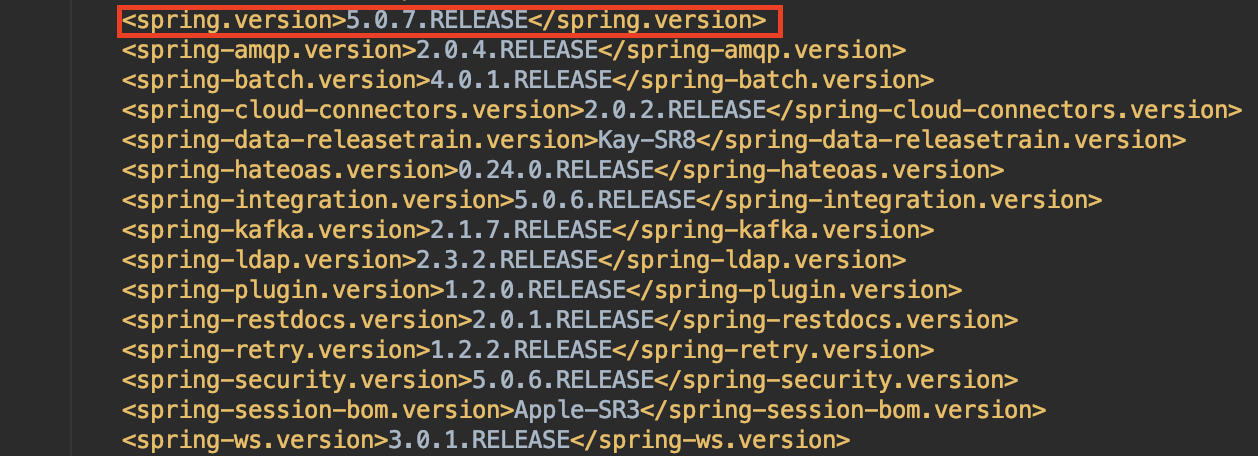 <spring.version>5.0.7.RELEASE</spring.version>
<spring-amqp.version>2.0.4.RELEASE</spring-amqp.version>
<spring-batch.version>4.0.1.RELEASE</spring-batch.version>
<spring-cloud-connectors.version>2.0.2.RELEASE</spring-cloud-connectors.version>
<spring-data-releasetrain.version>Kay-SR8</spring-data-releasetrain.version>
<spring-hateoas.version>0.24.0.RELEASE</spring-hateoas.version>
<spring-integration.version>5.0.6.RELEASE</spring-integration.version>
<spring-kafka.version>2.1.7.RELEASE</spring-kafka.version>
<spring-ldap.version>2.3.2.RELEASE</spring-ldap.version>
<spring-plugin.version>1.2.0.RELEASE</spring-plugin.version>
<spring-restdocs.version>2.0.1.RELEASE</spring-restdocs.version>
<spring-retry.version>1.2.2.RELEASE</spring-retry.version>
<spring-security.version>5.0.6.RELEASE</spring-security.version>
<spring-session-bom.version>Apple-SR3</spring-session-bom.version>
<spring-ws.version>3.0.1.RELEASE</spring-ws.version>